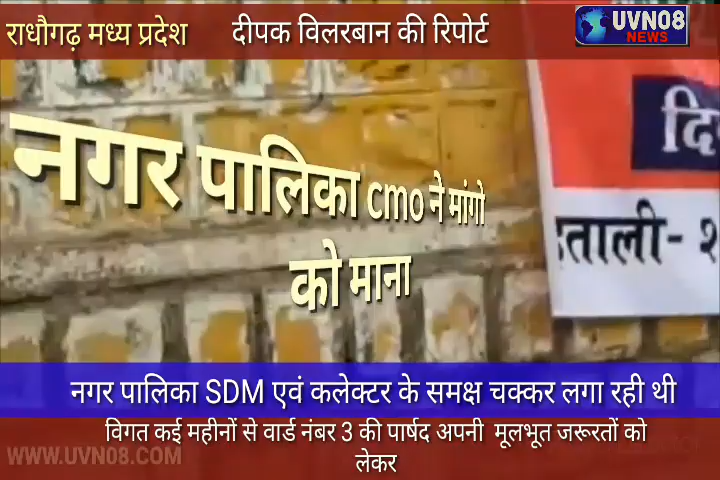 राधौगढ़ मध्य प्रदेश
दीपक विलरबान की रिपोर्ट
UVN08
NEWS
नगर पालिका cmo ने मांगो
को माना
ताली-
नगर पालिका SDM एवं कलेक्टर के समक्ष चक्कर लगा रही थी
विगत कई महीनों से वार्ड नंबर 3 की पार्षद अपनी मूलभूत जरूरतों को
लेकर
WWW.UVN08.COM